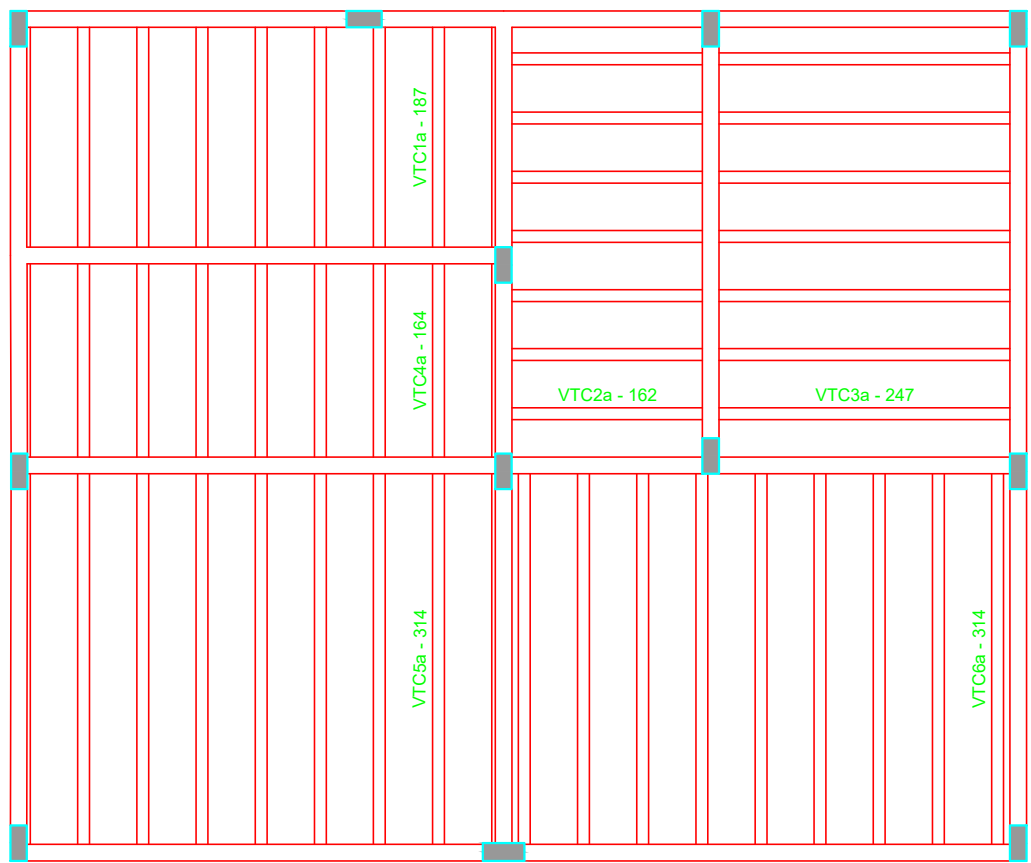 VTC1a - 187
VTC4a - 164
VTC2a - 162
VTC3a - 247
VTC5a - 314
VTC6a - 314